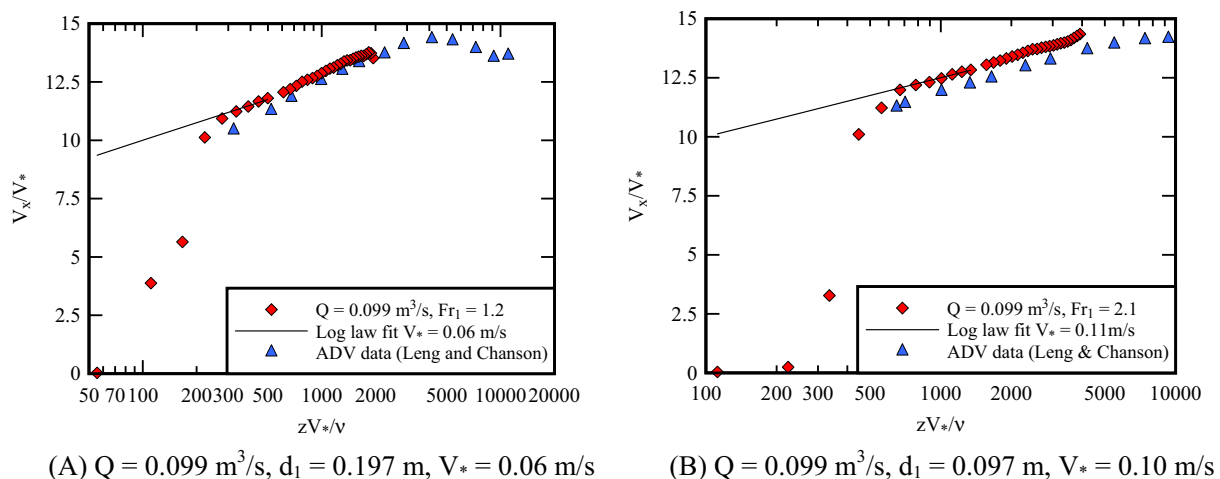 15
12.5
10
7.5
5
2.5
0
Vx/V*
50 70 100 200 300 500 1000 2000 5000 10000 20000
zV*/ν
Q = 0.099 m³/s, Fr₁ = 1.2
Log law fit V* = 0.06 m/s
ADV data (Leng and Chanson)
(A) Q = 0.099 m³/s, d₁ = 0.197 m, V* = 0.06 m/s
15
12.5
10
7.5
5
2.5
0
Vx/V*
100 200 300 500 1000 2000 5000 10000
zV*/ν
Q = 0.099 m³/s, Fr₁ = 2.1
Log law fit V* = 0.11m/s
ADV data (Leng & Chanson)
(B) Q = 0.099 m³/s, d₁ = 0.097 m, V* = 0.10 m/s